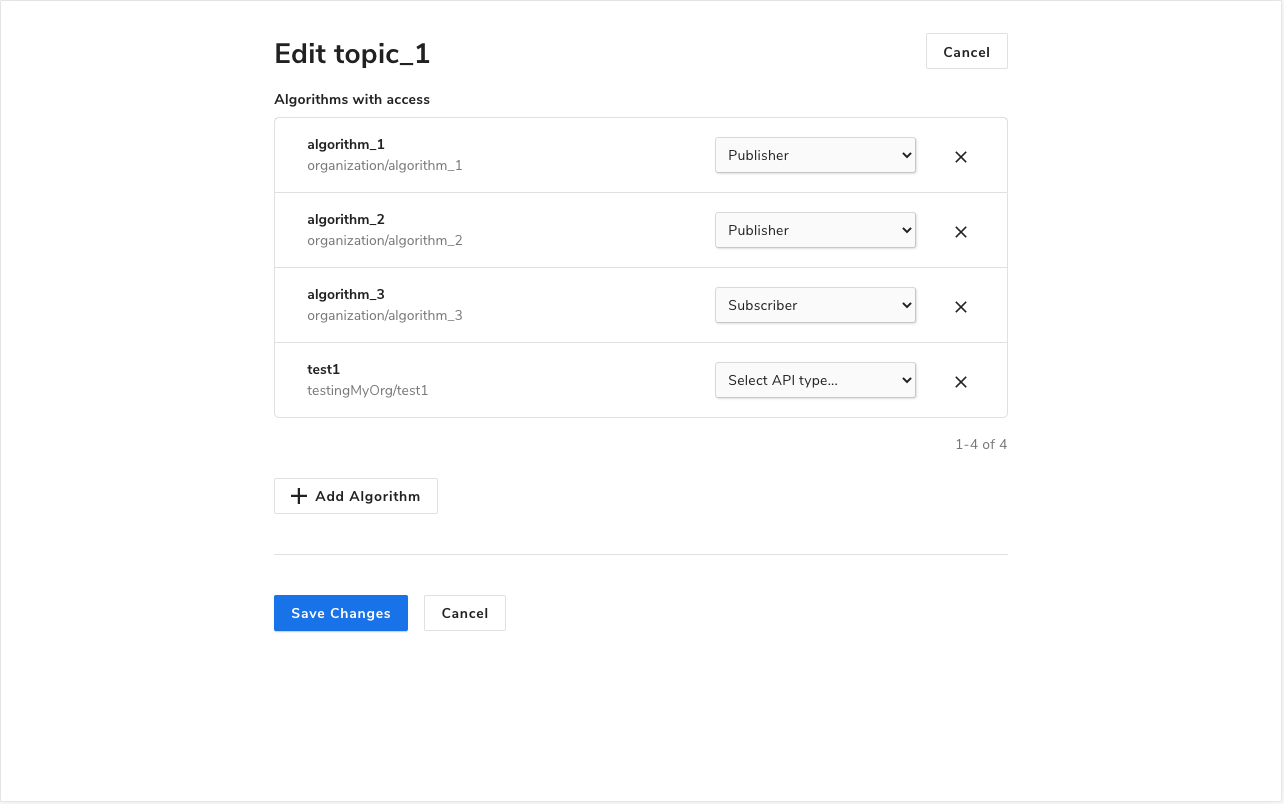 Edit topic_1
Cancel
Algorithms with access
algorithm_1
organization/algorithm_1
Publisher
algorithm_2
organization/algorithm_2
Publisher
algorithm_3
organization/algorithm_3
Subscriber
test1
testingMyOrg/test1
Select API type...
1-4 of 4
Add Algorithm
Save Changes
Cancel